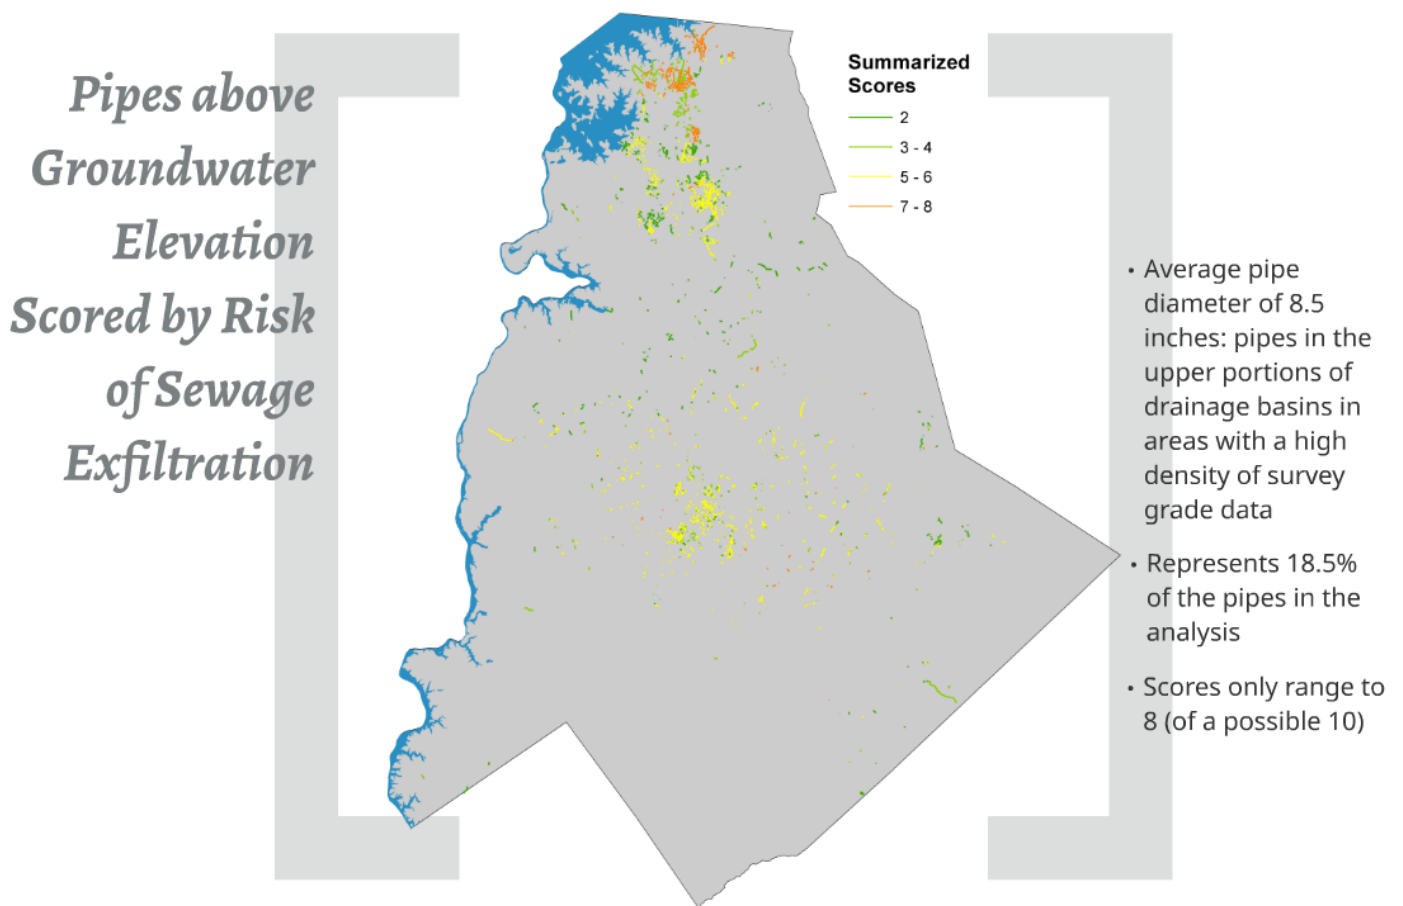 Pipes above
Groundwater
Elevation
Scored by Risk
of Sewage
Exfiltration
Summarized
Scores
2
3 - 4
5 - 6
7 - 8
• Average pipe
diameter of 8.5
inches: pipes in the
upper portions of
drainage basins in
areas with a high
density of survey
grade data
• Represents 18.5%
of the pipes in the
analysis
• Scores only range to
8 (of a possible 10)